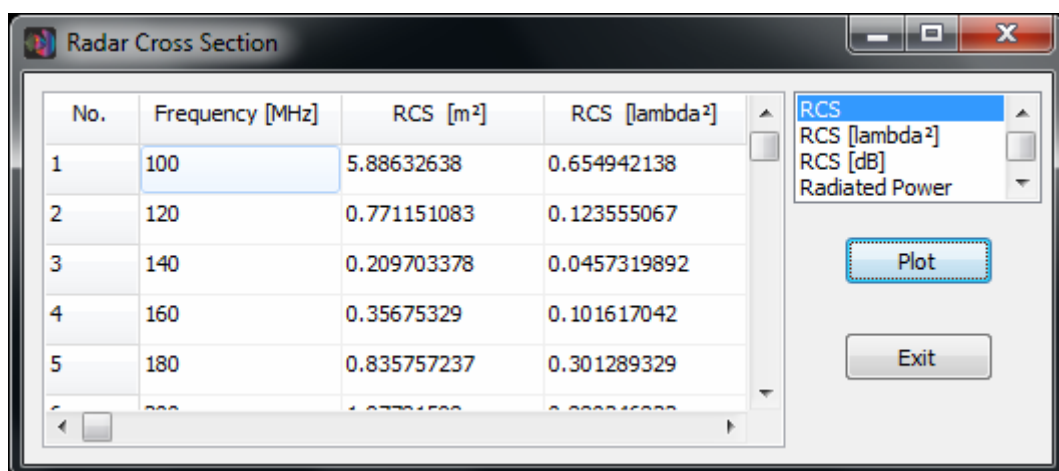 Radar Cross Section
No. Frequency [MHz] RCS [m²] RCS [lambda²]
1 100 5.88632638 0.654942138
2 120 0.771151083 0.123555067
3 140 0.209703378 0.0457319892
4 160 0.35675329 0.101617042
5 180 0.835757237 0.301289329
RCS
RCS [lambda²]
RCS [dB]
Radiated Power
Plot
Exit